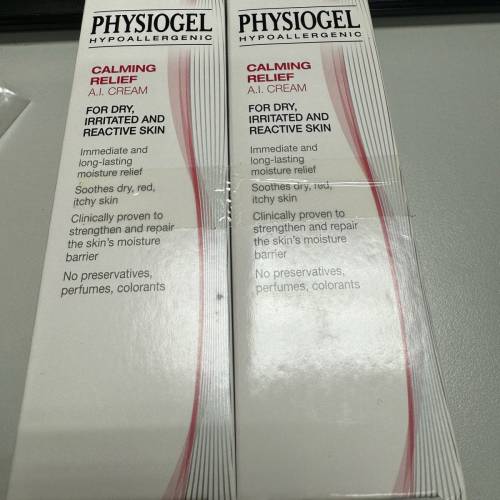 PHYSIOGEL
HYPOALLERGENIC
CALMING
RELIEF
A.I. CREAM
FOR DRY,
IRRITATED AND
REACTIVE SKIN
Immediate and
long-lasting
moisture relief
Soothes dry, red,
itchy skin
Clinically proven to
strengthen and repair
the skin's moisture
barrier
No preservatives,
perfumes, colorants
PHYSIOGEL
HYPOALLERGENIC
CALMING
RELIEF
A.I. CREAM
FOR DRY,
IRRITATED AND
REACTIVE SKIN
Immediate and
long-lasting
moisture relief
Soothes dry, red,
itchy skin
Clinically proven to
strengthen and repair
the skin's moisture
barrier
No preservatives,
perfumes, colorants